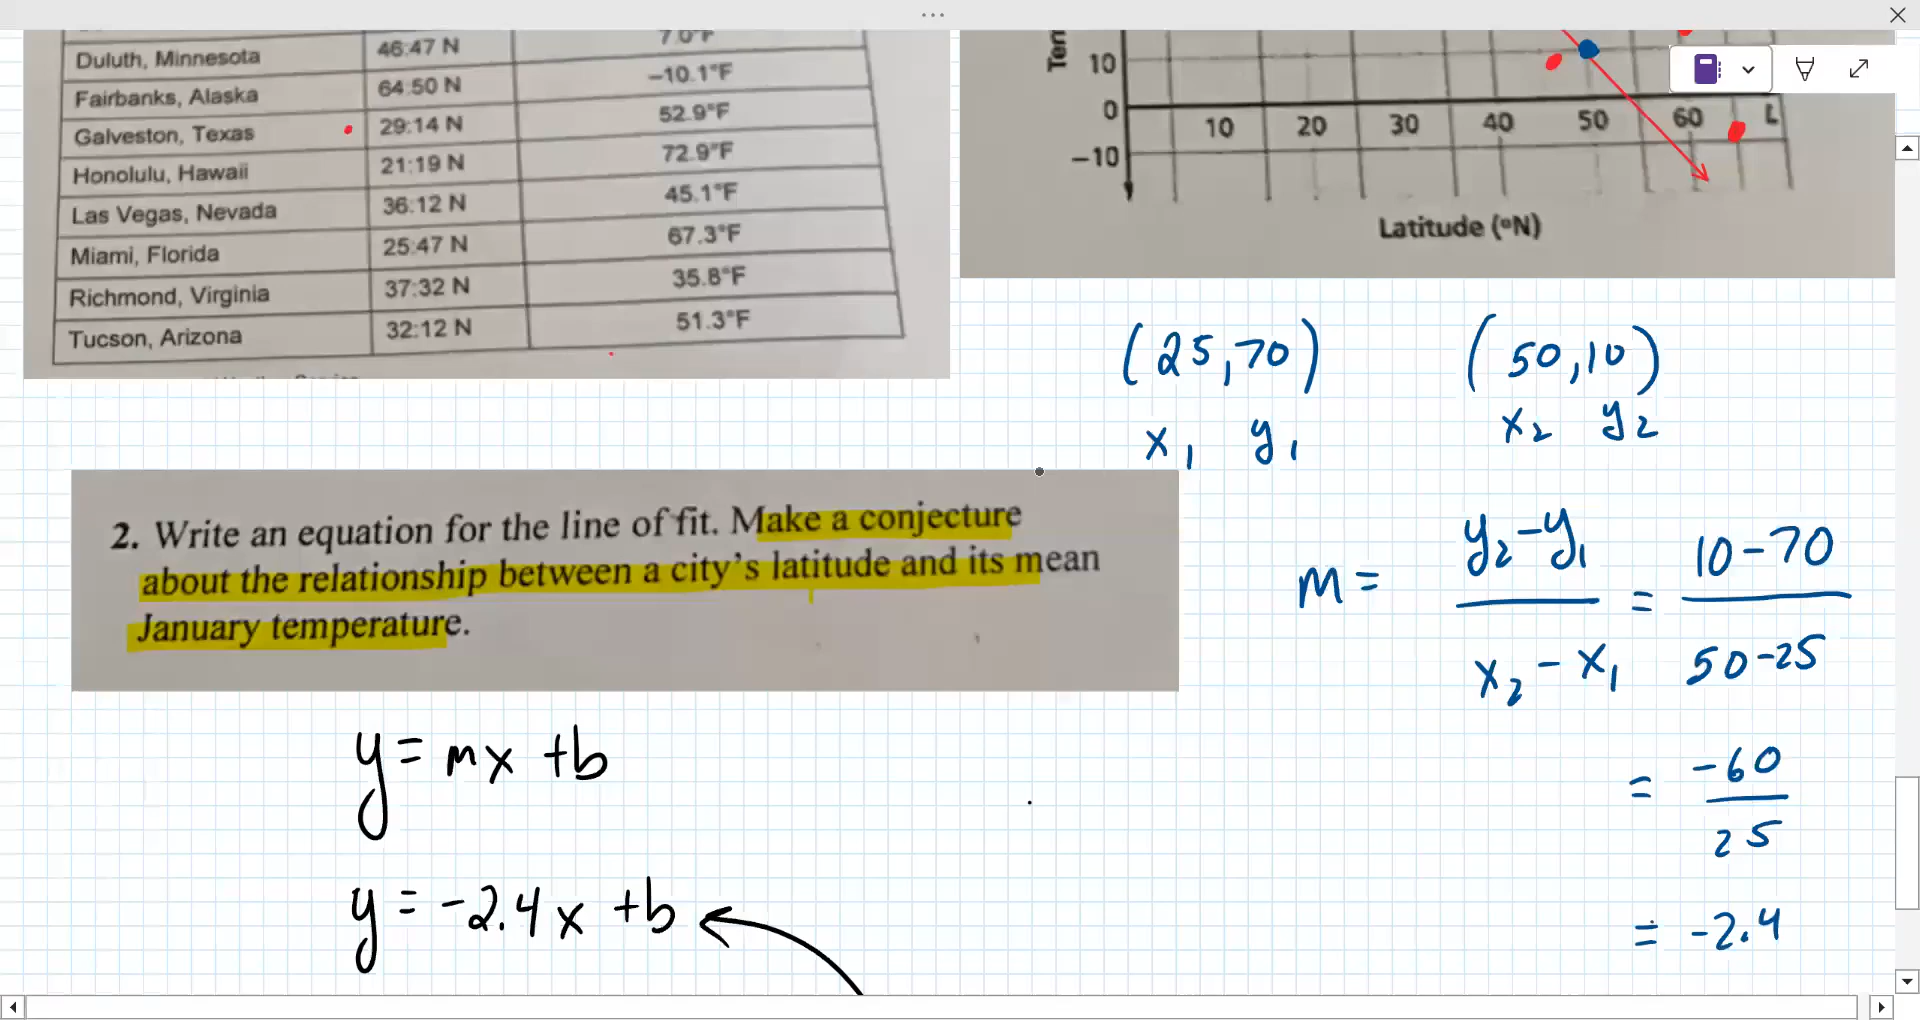 Duluth, Minnesota 46:47 N 7.0°F
Fairbanks, Alaska 64:50 N −10.1°F
Galveston, Texas 29:14 N 52.9°F
Honolulu, Hawaii 21:19 N 72.9°F
Las Vegas, Nevada 36:12 N 45.1°F
Miami, Florida 25:47 N 67.3°F
Richmond, Virginia 37:32 N 35.8°F
Tucson, Arizona 32:12 N 51.3°F
Ten
10
0
−10
10 20 30 40 50 60 L
Latitude (°N)
(25,70) (50,10)
x₁ y₁ x₂ y₂
2. Write an equation for the line of fit. Make a conjecture
about the relationship between a city's latitude and its mean
January temperature.
m = y₂-y₁ / x₂-x₁ = 10-70 / 50-25
= -60 / 25
= -2.4
y = mx + b
y = -2.4x + b